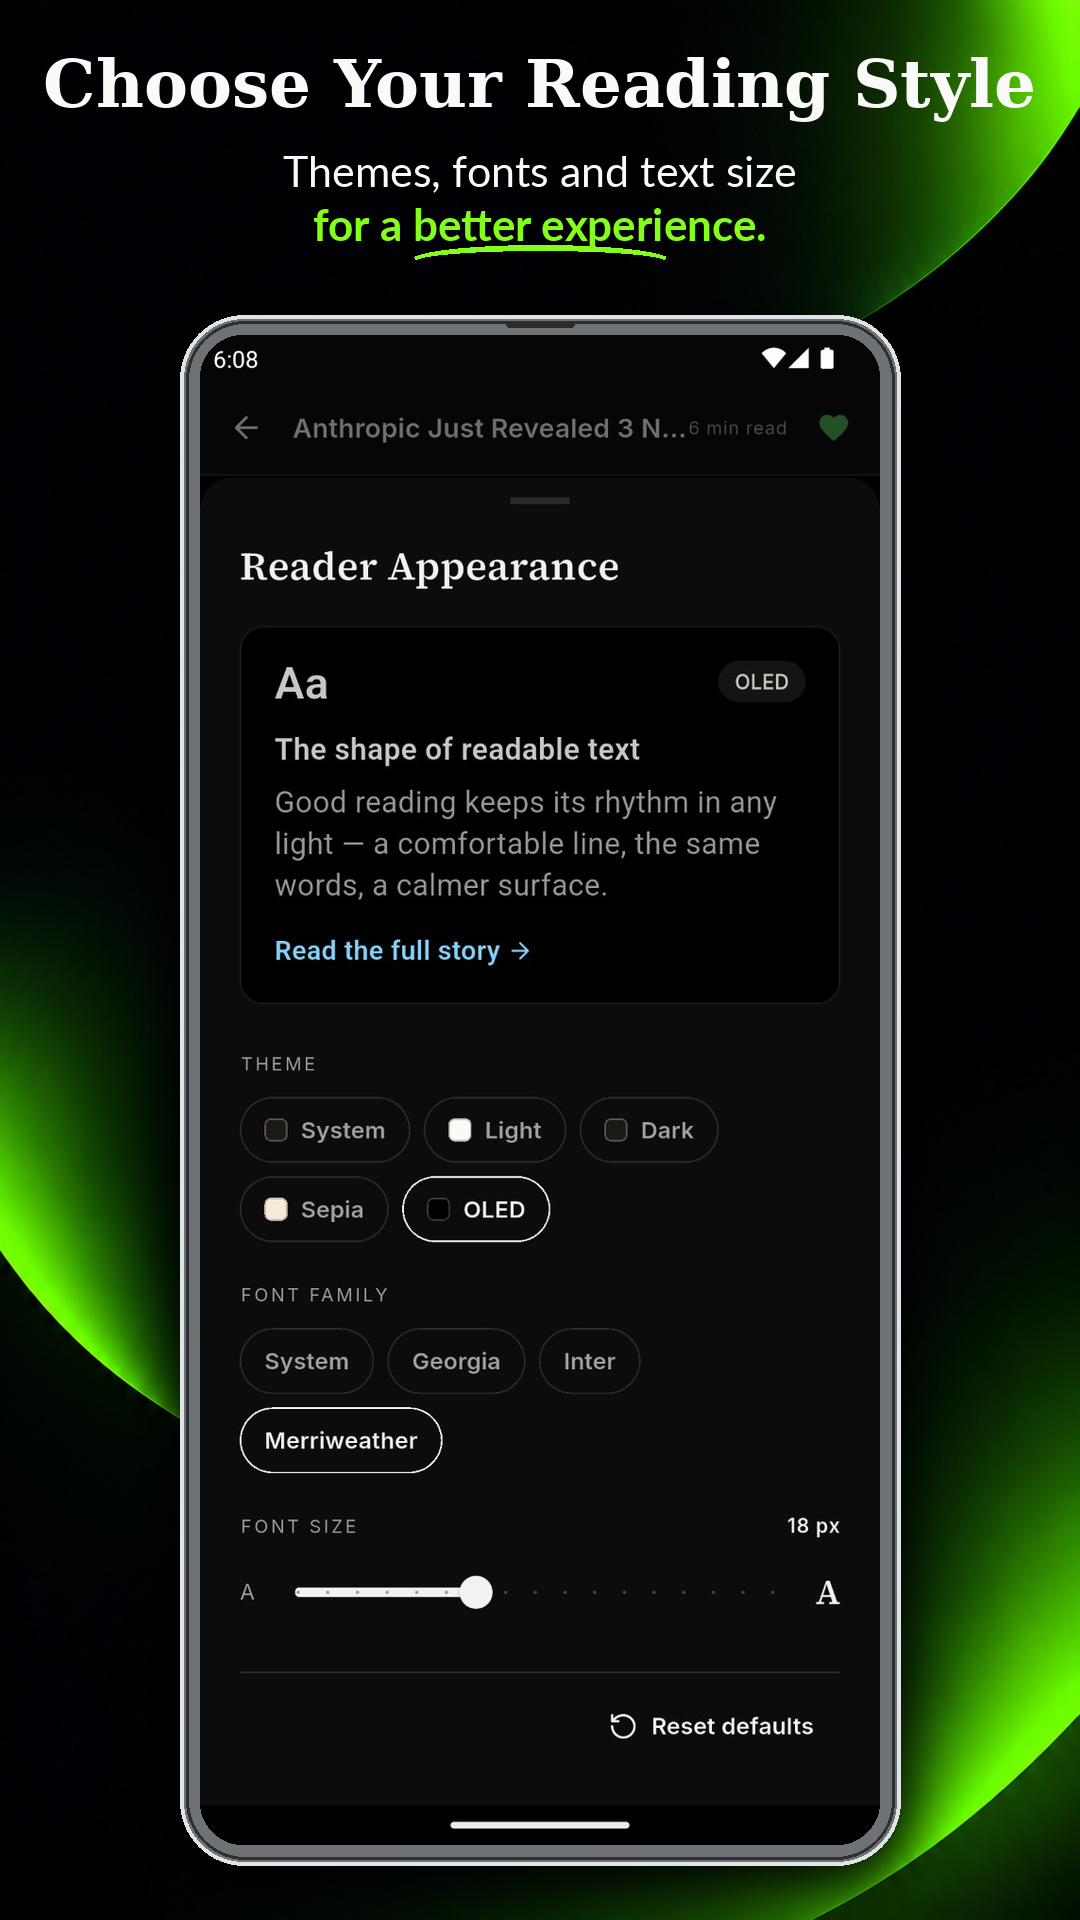 Choose Your Reading Style
Themes, fonts and text size
for a better experience.
6:08
Anthropic Just Revealed 3 N... 6 min read
Reader Appearance
Aa
OLED
The shape of readable text
Good reading keeps its rhythm in any
light — a comfortable line, the same
words, a calmer surface.
Read the full story →
THEME
System Light Dark
Sepia OLED
FONT FAMILY
System Georgia Inter
Merriweather
FONT SIZE 18 px
A A
Reset defaults